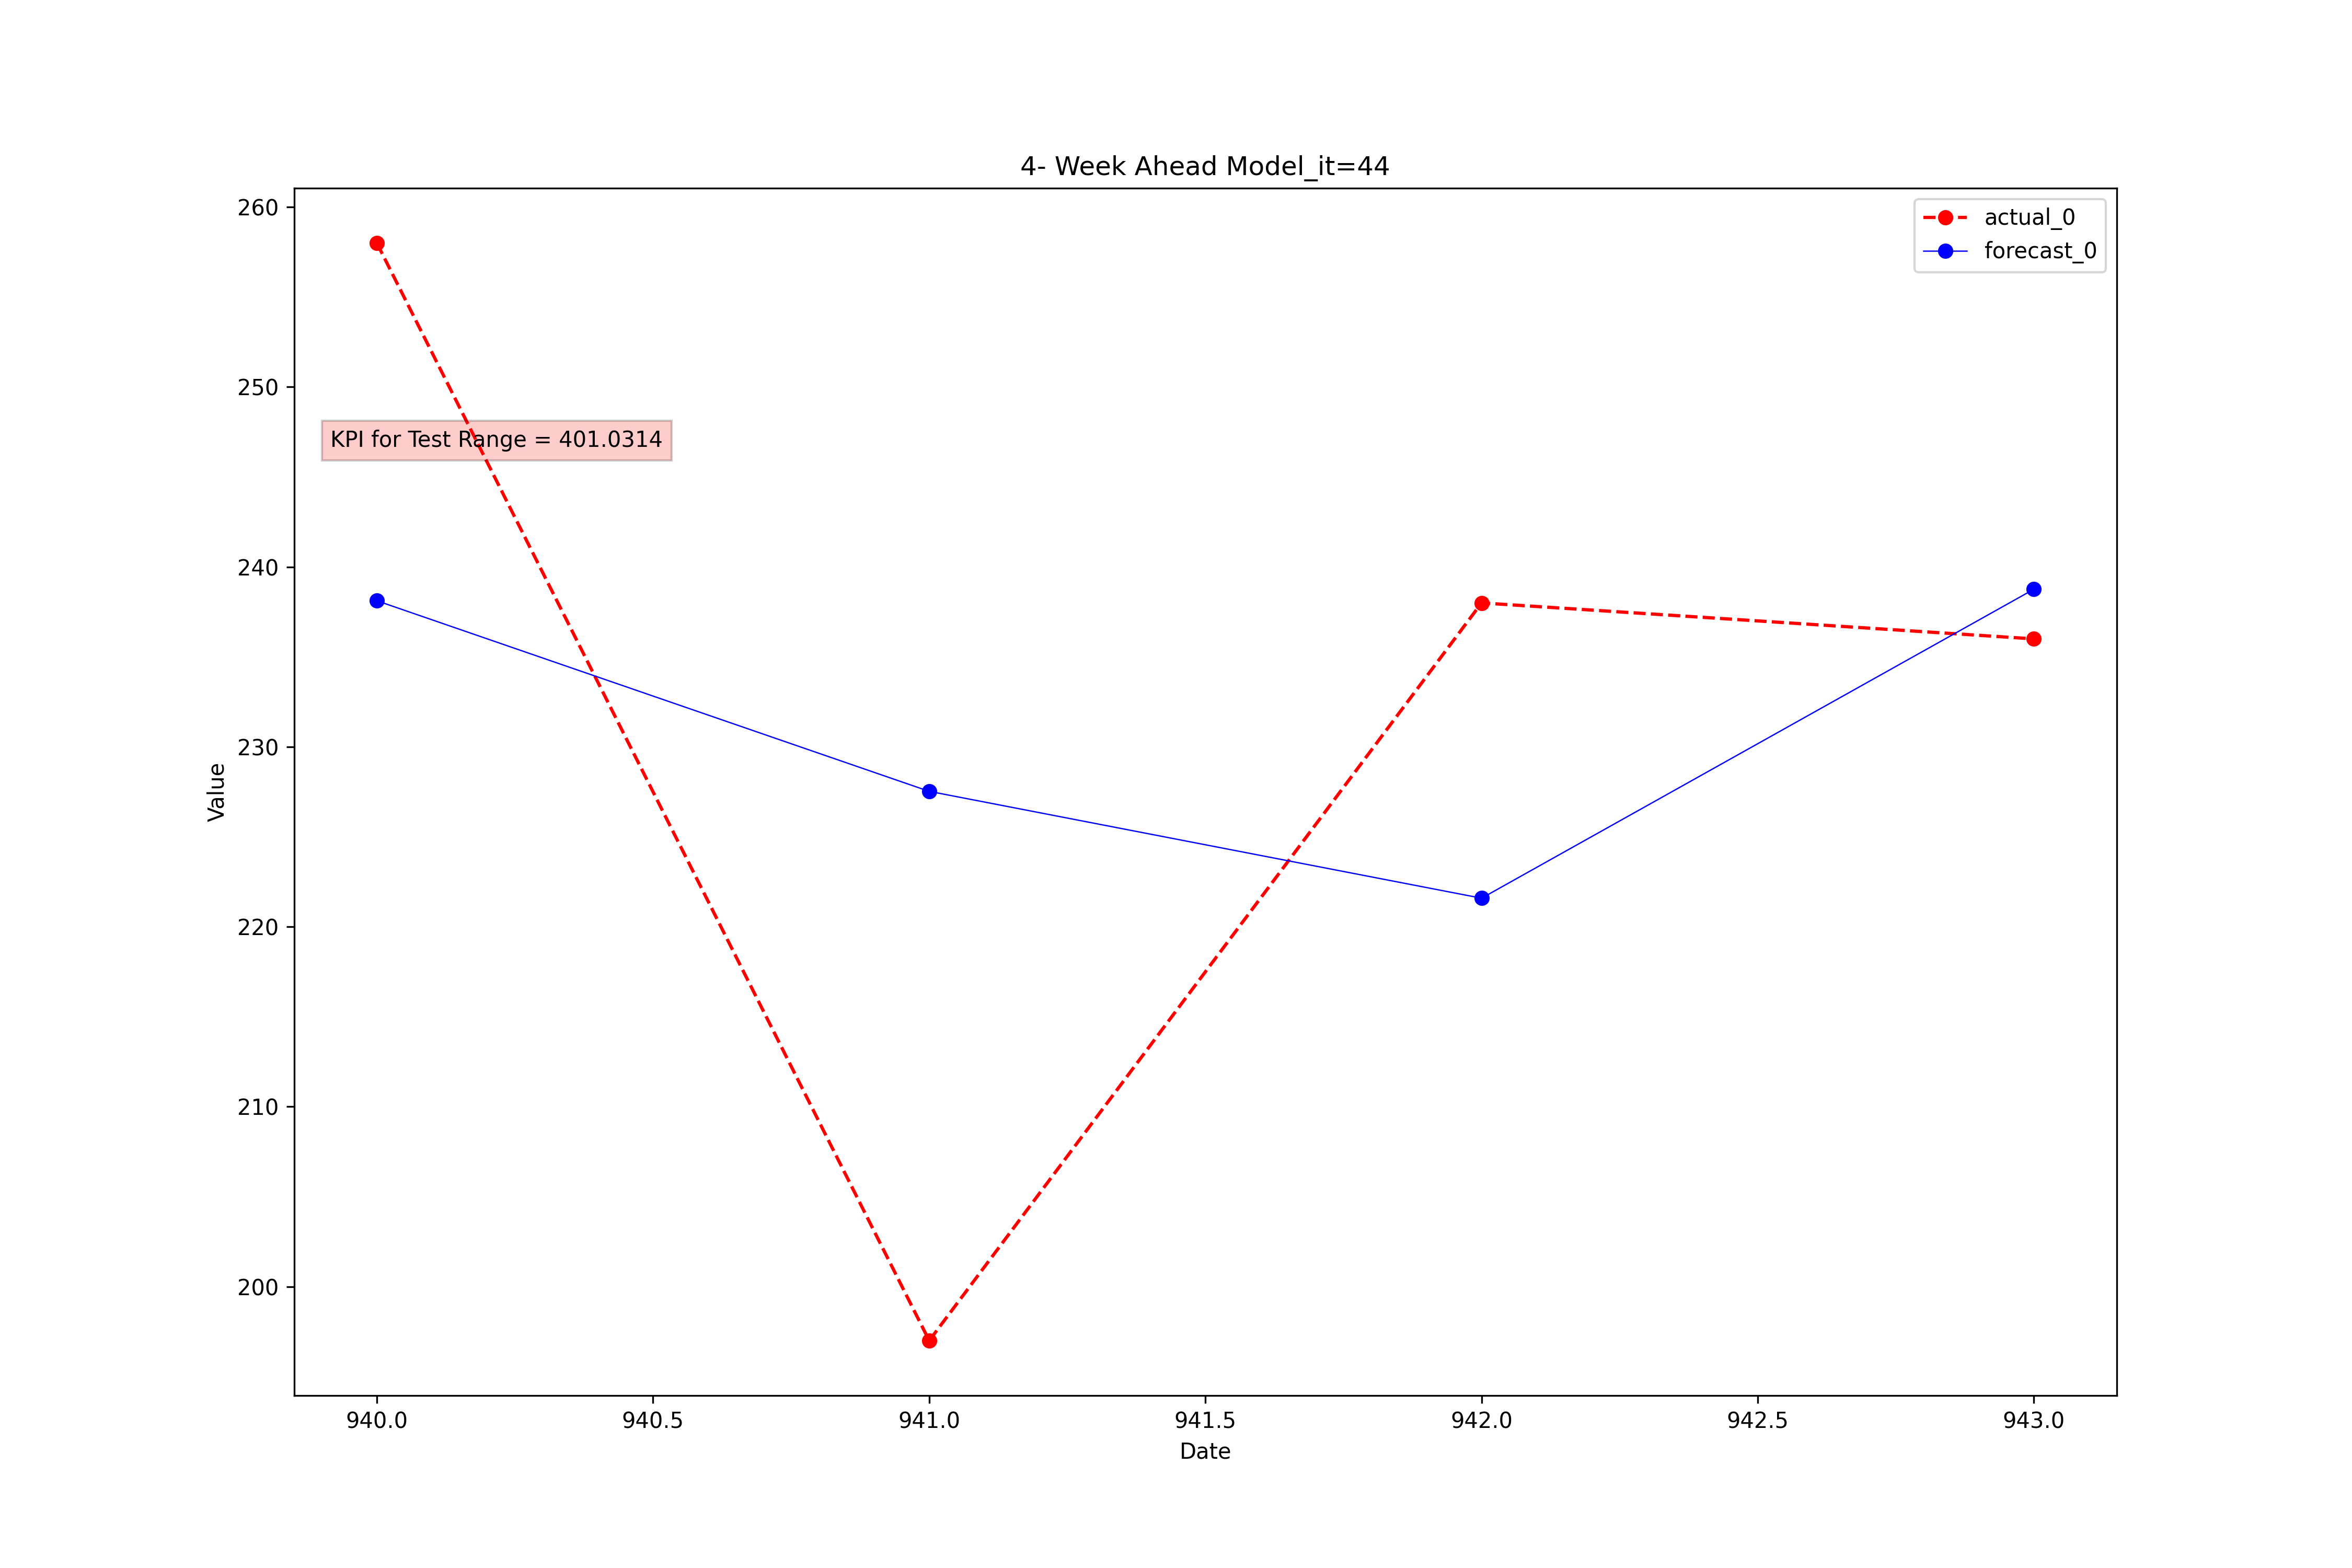 4- Week Ahead Model_it=44
actual_0
forecast_0
KPI for Test Range = 401.0314
260
250
240
230
220
210
200
Value
940.0 940.5 941.0 941.5 942.0 942.5 943.0
Date